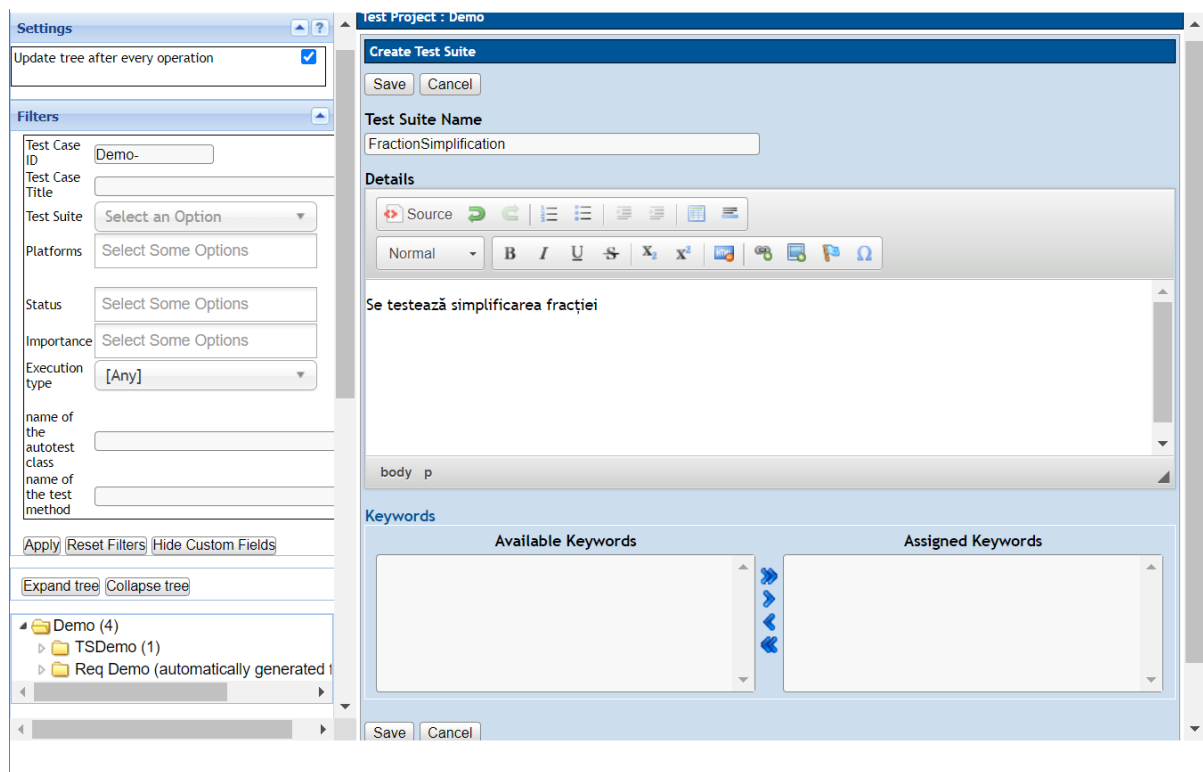 Settings
?
Update tree after every operation
Filters
Test Case ID
Demo-
Test Case Title
Test Suite
Select an Option
Platforms
Select Some Options
Status
Select Some Options
Importance
Select Some Options
Execution type
[Any]
name of the autotest class
name of the test method
Apply Reset Filters Hide Custom Fields
Expand tree Collapse tree
Demo (4)
TSDemo (1)
Req Demo (automatically generated
Test Project : Demo
Create Test Suite
Save Cancel
Test Suite Name
FractionSimplification
Details
Source
Normal B I U S X₂ X² Ω
Se testează simplificarea fracției
body p
Keywords
Available Keywords Assigned Keywords
Save Cancel